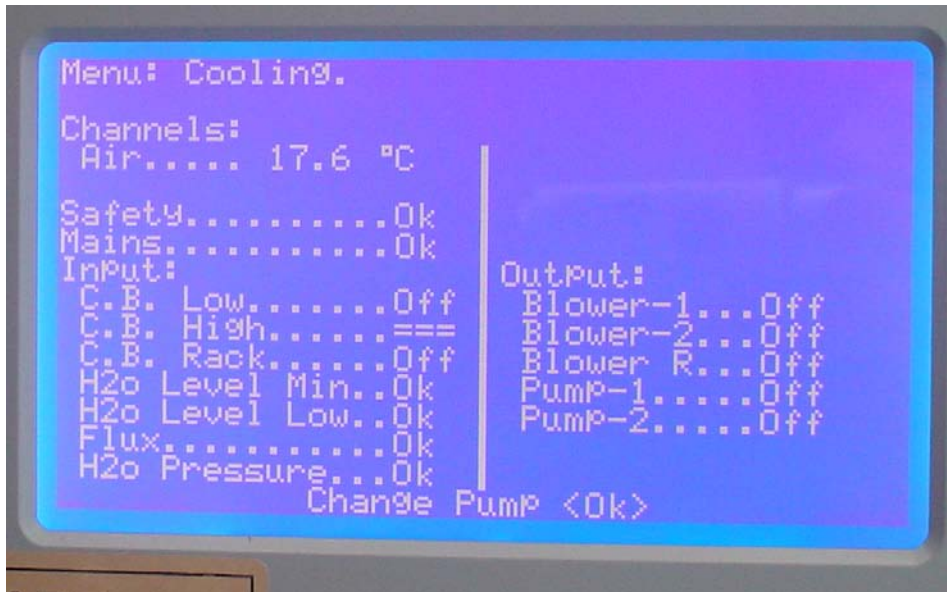 Menu: Cooling.
Channels:
Air..... 17.6 °C
Safety...........Ok
Mains............Ok
Input:
C.B. Low.......Off
C.B. High......===
C.B. Rack......Off
H2o Level Min..Ok
H2o Level Low..Ok
Flux............Ok
H2o Pressure...Ok
Output:
Blower-1...Off
Blower-2...Off
Blower R...Off
Pump-1.....Off
Pump-2.....Off
Change Pump <Ok>